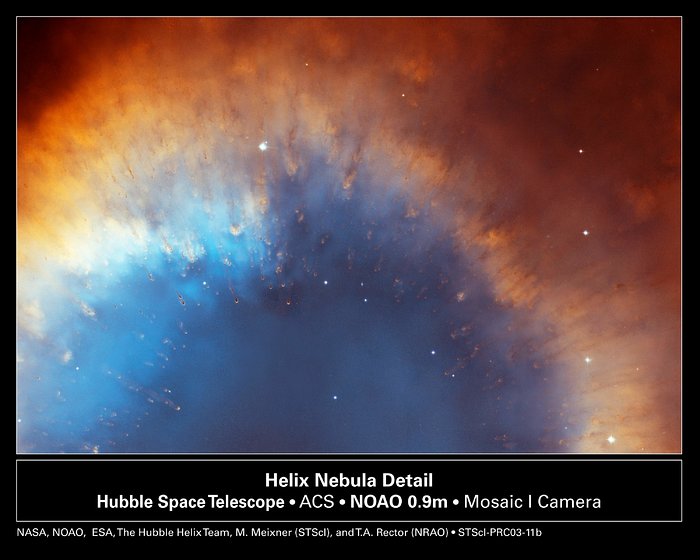 Helix Nebula Detail
Hubble Space Telescope • ACS • NOAO 0.9m • Mosaic I Camera
NASA, NOAO, ESA, The Hubble Helix Team, M. Meixner (STScI), and T.A. Rector (NRAO) • STScI-PRC03-11b